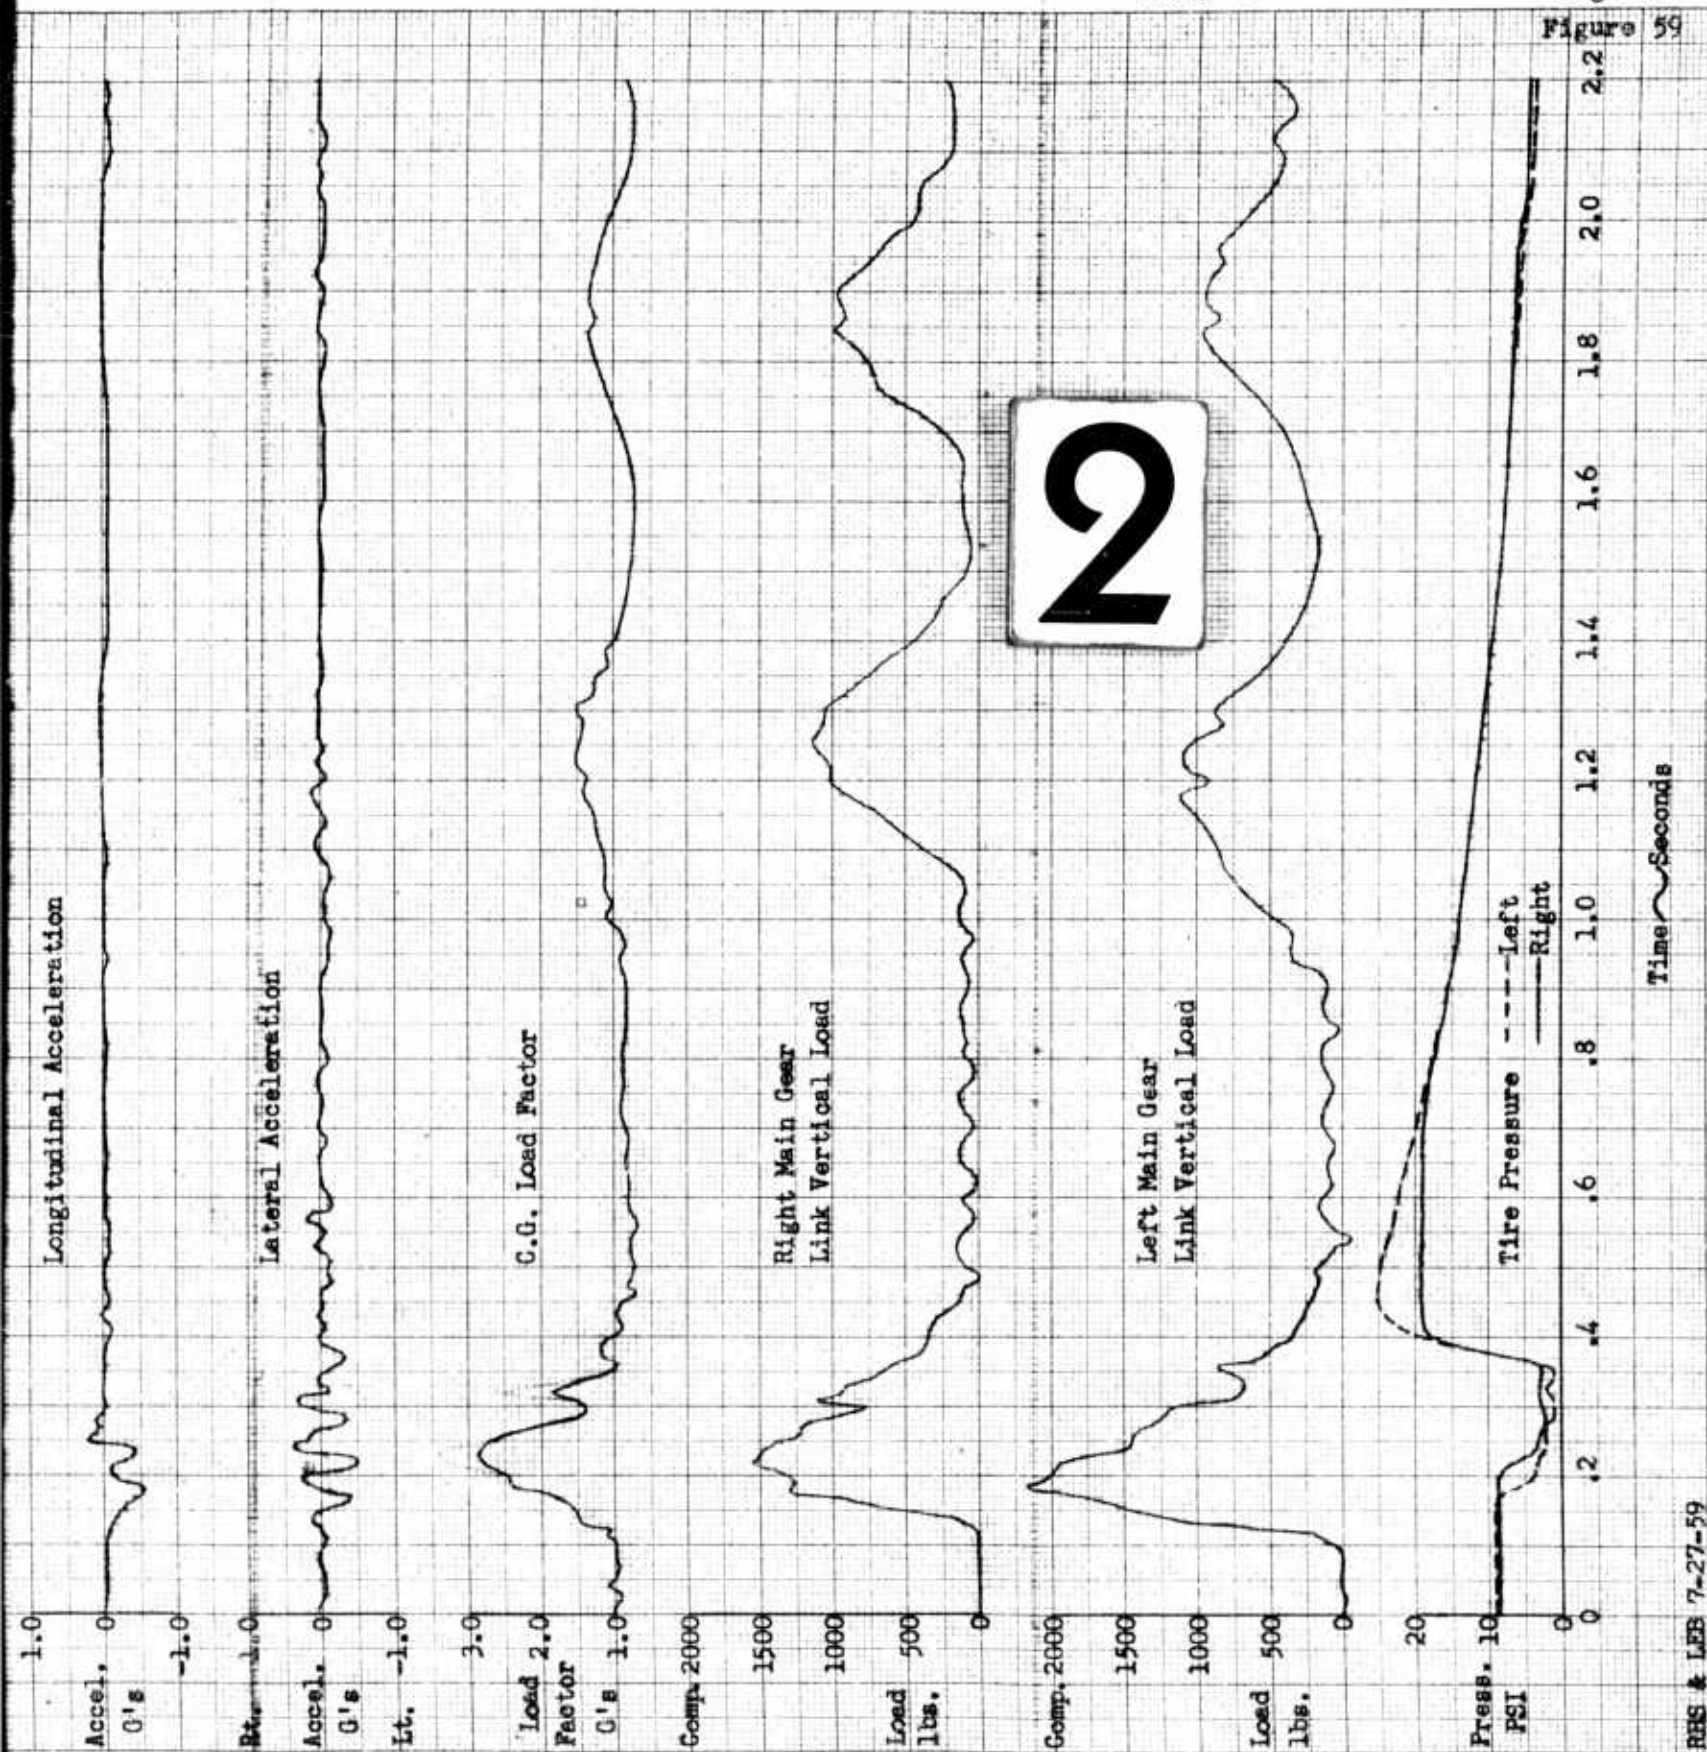 Figure 59
Longitudinal Acceleration
1.0
0
-1.0
Accel,
G's
Lateral Acceleration
Rt.
1.0
0
-1.0
Accel.
G's
Lt.
C.G. Load Factor
3.0
2.0
1.0
Load
Factor
G's
Right Main Gear
Link Vertical Load
Comp. 2000
1500
1000
500
0
Load
lbs.
2
Left Main Gear
Link Vertical Load
Comp. 2000
1500
1000
500
0
Load
lbs.
Tire Pressure ----Left
——Right
20
10
0
Press.
PSI
0 .2 .4 .6 .8 1.0 1.2 1.4 1.6 1.8 2.0 2.2
Time~Seconds
& LEB 7-27-59